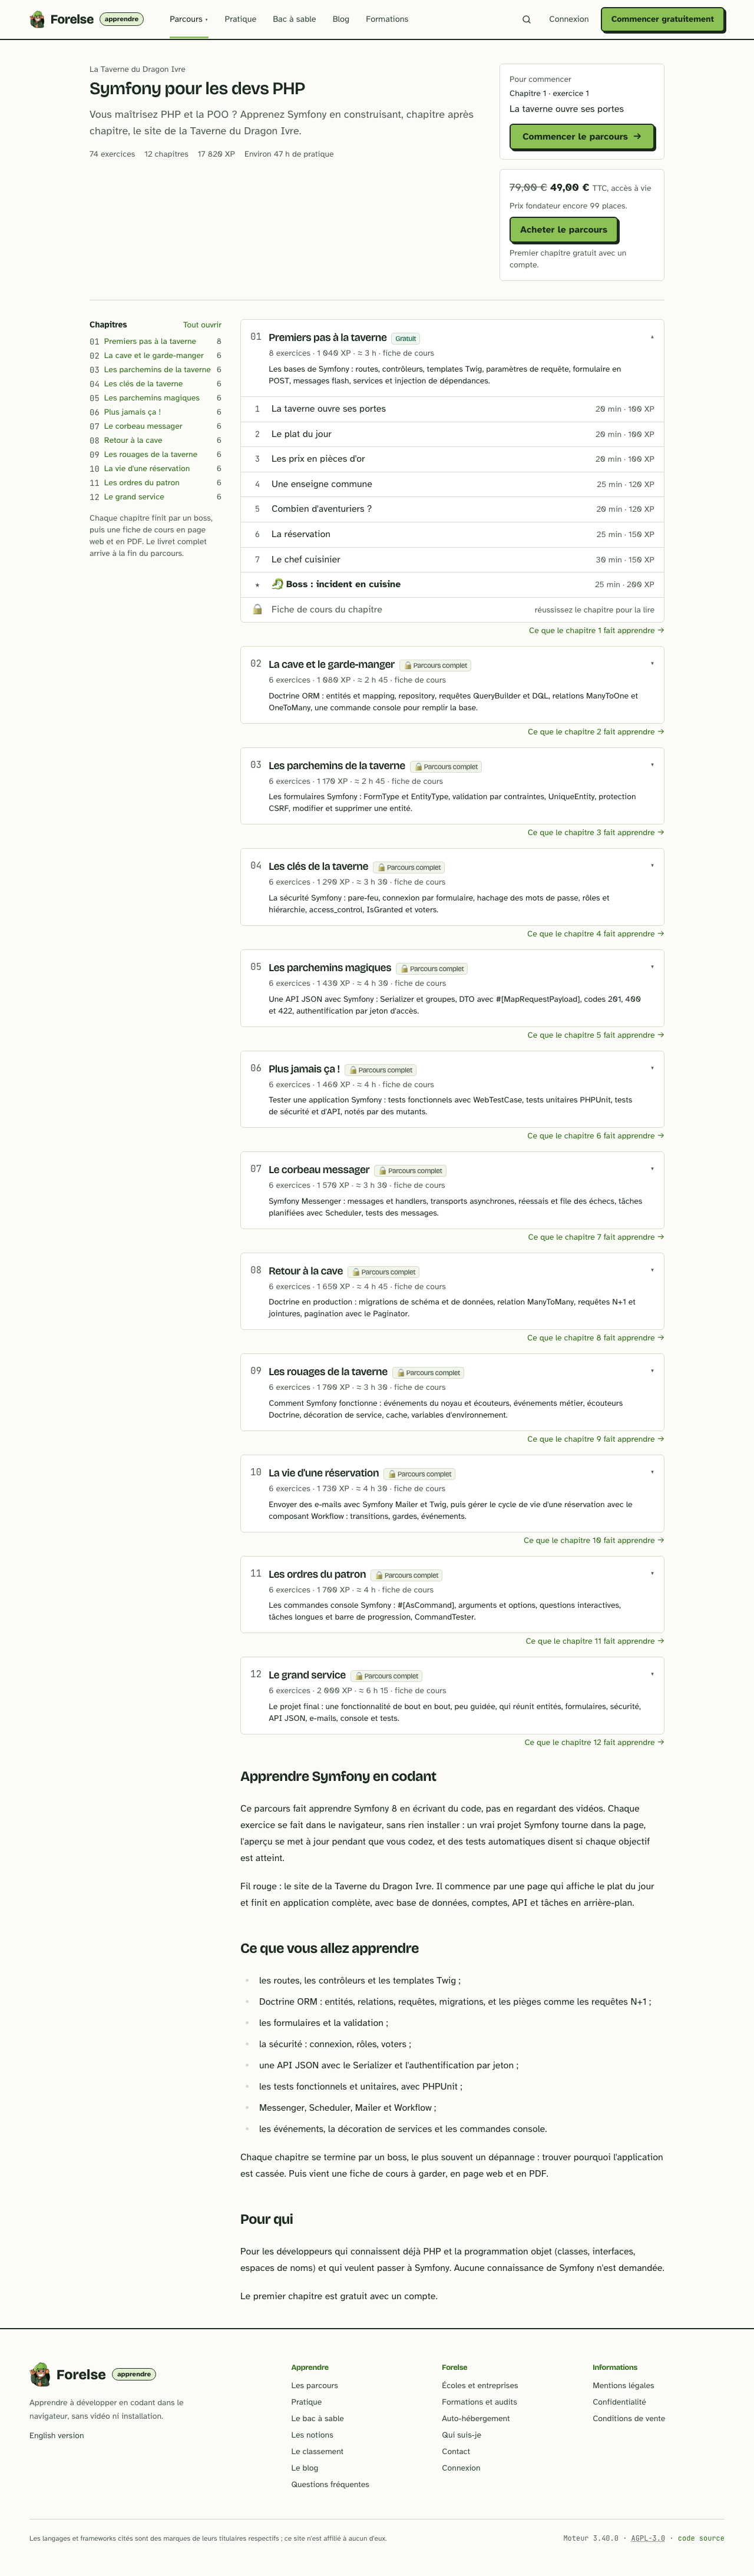 Forelse apprendre Parcours Pratique Bac à sable Blog Formations Connexion Commencer gratuitement
La Taverne du Dragon Ivre
Symfony pour les devs PHP
Vous maîtrisez PHP et la POO ? Apprenez Symfony en construisant, chapitre après
chapitre, le site de la Taverne du Dragon Ivre.
74 exercices 12 chapitres 17 820 XP Environ 47 h de pratique
Pour commencer
Chapitre 1 · exercice 1
La taverne ouvre ses portes
Commencer le parcours →
79,00 € 49,00 € TTC, accès à vie
Prix fondateur encore 99 places.
Acheter le parcours
Premier chapitre gratuit avec un
compte.
Chapitres Tout ouvrir
01 Premiers pas à la taverne 8
02 La cave et le garde-manger 6
03 Les parchemins de la taverne 6
04 Les clés de la taverne 6
05 Les parchemins magiques 6
06 Plus jamais ça ! 6
07 Le corbeau messager 6
08 Retour à la cave 6
09 Les rouages de la taverne 6
10 La vie d'une réservation 6
11 Les ordres du patron 6
12 Le grand service 6
Chaque chapitre finit par un boss,
puis une fiche de cours en page
web et en PDF. Le livret complet
arrive à la fin du parcours.
01 Premiers pas à la taverne Gratuit
8 exercices · 1 040 XP · ≈ 3 h · fiche de cours
Les bases de Symfony : routes, contrôleurs, templates Twig, paramètres de requête, formulaire en
POST, messages flash, services et injection de dépendances.
1 La taverne ouvre ses portes 20 min · 100 XP
2 Le plat du jour 20 min · 100 XP
3 Les prix en pièces d'or 20 min · 100 XP
4 Une enseigne commune 25 min · 120 XP
5 Combien d'aventuriers ? 20 min · 120 XP
6 La réservation 25 min · 150 XP
7 Le chef cuisinier 30 min · 150 XP
★ Boss : incident en cuisine 25 min · 200 XP
Fiche de cours du chapitre réussissez le chapitre pour la lire
Ce que le chapitre 1 fait apprendre →
02 La cave et le garde-manger Parcours complet
6 exercices · 1 080 XP · ≈ 2 h 45 · fiche de cours
Doctrine ORM : entités et mapping, repository, requêtes QueryBuilder et DQL, relations ManyToOne et
OneToMany, une commande console pour remplir la base.
Ce que le chapitre 2 fait apprendre →
03 Les parchemins de la taverne Parcours complet
6 exercices · 1 170 XP · ≈ 2 h 45 · fiche de cours
Les formulaires Symfony : FormType et EntityType, validation par contraintes, UniqueEntity, protection
CSRF, modifier et supprimer une entité.
Ce que le chapitre 3 fait apprendre →
04 Les clés de la taverne Parcours complet
6 exercices · 1 290 XP · ≈ 3 h 30 · fiche de cours
La sécurité Symfony : pare-feu, connexion par formulaire, hachage des mots de passe, rôles et
hiérarchie, access_control, IsGranted et voters.
Ce que le chapitre 4 fait apprendre →
05 Les parchemins magiques Parcours complet
6 exercices · 1 430 XP · ≈ 4 h 30 · fiche de cours
Une API JSON avec Symfony : Serializer et groupes, DTO avec #[MapRequestPayload], codes 201, 400
et 422, authentification par jeton d'accès.
Ce que le chapitre 5 fait apprendre →
06 Plus jamais ça ! Parcours complet
6 exercices · 1 460 XP · ≈ 4 h · fiche de cours
Tester une application Symfony : tests fonctionnels avec WebTestCase, tests unitaires PHPUnit, tests
de sécurité et d'API, notés par des mutants.
Ce que le chapitre 6 fait apprendre →
07 Le corbeau messager Parcours complet
6 exercices · 1 570 XP · ≈ 3 h 30 · fiche de cours
Symfony Messenger : messages et handlers, transports asynchrones, réessais et file des échecs, tâches
planifiées avec Scheduler, tests des messages.
Ce que le chapitre 7 fait apprendre →
08 Retour à la cave Parcours complet
6 exercices · 1 650 XP · ≈ 4 h 45 · fiche de cours
Doctrine en production : migrations de schéma et de données, relation ManyToMany, requêtes N+1 et
jointures, pagination avec le Paginator.
Ce que le chapitre 8 fait apprendre →
09 Les rouages de la taverne Parcours complet
6 exercices · 1 700 XP · ≈ 3 h 30 · fiche de cours
Comment Symfony fonctionne : événements du noyau et écouteurs, événements métier, écouteurs
Doctrine, décoration de service, cache, variables d'environnement.
Ce que le chapitre 9 fait apprendre →
10 La vie d'une réservation Parcours complet
6 exercices · 1 730 XP · ≈ 4 h 30 · fiche de cours
Envoyer des e-mails avec Symfony Mailer et Twig, puis gérer le cycle de vie d'une réservation avec le
composant Workflow : transitions, gardes, événements.
Ce que le chapitre 10 fait apprendre →
11 Les ordres du patron Parcours complet
6 exercices · 1 700 XP · ≈ 4 h · fiche de cours
Les commandes console Symfony : #[AsCommand], arguments et options, questions interactives,
tâches longues et barre de progression, CommandTester.
Ce que le chapitre 11 fait apprendre →
12 Le grand service Parcours complet
6 exercices · 2 000 XP · ≈ 6 h 15 · fiche de cours
Le projet final : une fonctionnalité de bout en bout, peu guidée, qui réunit entités, formulaires, sécurité,
API JSON, e-mails, console et tests.
Ce que le chapitre 12 fait apprendre →
Apprendre Symfony en codant
Ce parcours fait apprendre Symfony 8 en écrivant du code, pas en regardant des vidéos. Chaque
exercice se fait dans le navigateur, sans rien installer : un vrai projet Symfony tourne dans la page,
l'aperçu se met à jour pendant que vous codez, et des tests automatiques disent si chaque objectif
est atteint.
Fil rouge : le site de la Taverne du Dragon Ivre. Il commence par une page qui affiche le plat du jour
et finit en application complète, avec base de données, comptes, API et tâches en arrière-plan.
Ce que vous allez apprendre
les routes, les contrôleurs et les templates Twig ;
Doctrine ORM : entités, relations, requêtes, migrations, et les pièges comme les requêtes N+1 ;
les formulaires et la validation ;
la sécurité : connexion, rôles, voters ;
une API JSON avec le Serializer et l'authentification par jeton ;
les tests fonctionnels et unitaires, avec PHPUnit ;
Messenger, Scheduler, Mailer et Workflow ;
les événements, la décoration de services et les commandes console.
Chaque chapitre se termine par un boss, le plus souvent un dépannage : trouver pourquoi l'application
est cassée. Puis vient une fiche de cours à garder, en page web et en PDF.
Pour qui
Pour les développeurs qui connaissent déjà PHP et la programmation objet (classes, interfaces,
espaces de noms) et qui veulent passer à Symfony. Aucune connaissance de Symfony n'est demandée.
Le premier chapitre est gratuit avec un compte.
Forelse apprendre
Apprendre à développer en codant dans le
navigateur, sans vidéo ni installation.
English version
Apprendre
Les parcours
Pratique
Le bac à sable
Les notions
Le classement
Le blog
Questions fréquentes
Forelse
Écoles et entreprises
Formations et audits
Auto-hébergement
Qui suis-je
Contact
Connexion
Informations
Mentions légales
Confidentialité
Conditions de vente
Les langages et frameworks cités sont des marques de leurs titulaires respectifs ; ce site n'est affilié à aucun d'eux.
Moteur 3.40.0 · AGPL-3.0 · code source